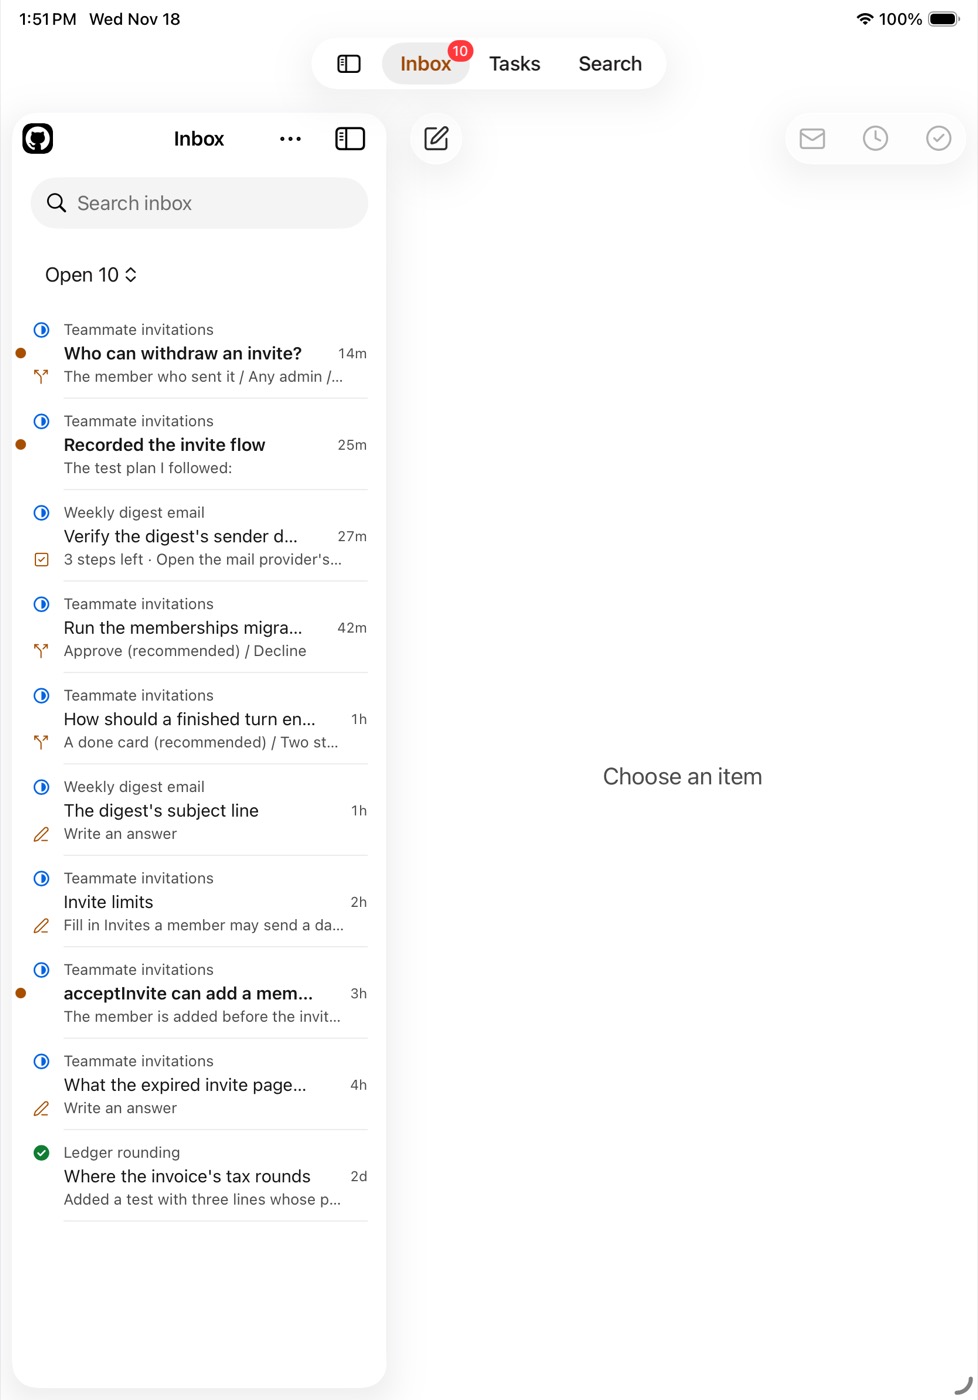 1:51 PM Wed Nov 18
100%
Inbox
10
Tasks
Search
Inbox
Search inbox
Open 10
Teammate invitations
Who can withdraw an invite?
14m
The member who sent it / Any admin /...
Teammate invitations
Recorded the invite flow
25m
The test plan I followed:
Weekly digest email
Verify the digest's sender d...
27m
3 steps left · Open the mail provider's...
Teammate invitations
Run the memberships migra...
42m
Approve (recommended) / Decline
Teammate invitations
How should a finished turn en...
1h
A done card (recommended) / Two st...
Weekly digest email
The digest's subject line
1h
Write an answer
Teammate invitations
Invite limits
2h
Fill in Invites a member may send a da...
Teammate invitations
acceptInvite can add a mem...
3h
The member is added before the invit...
Teammate invitations
What the expired invite page...
4h
Write an answer
Ledger rounding
Where the invoice's tax rounds
2d
Added a test with three lines whose p...
Choose an item